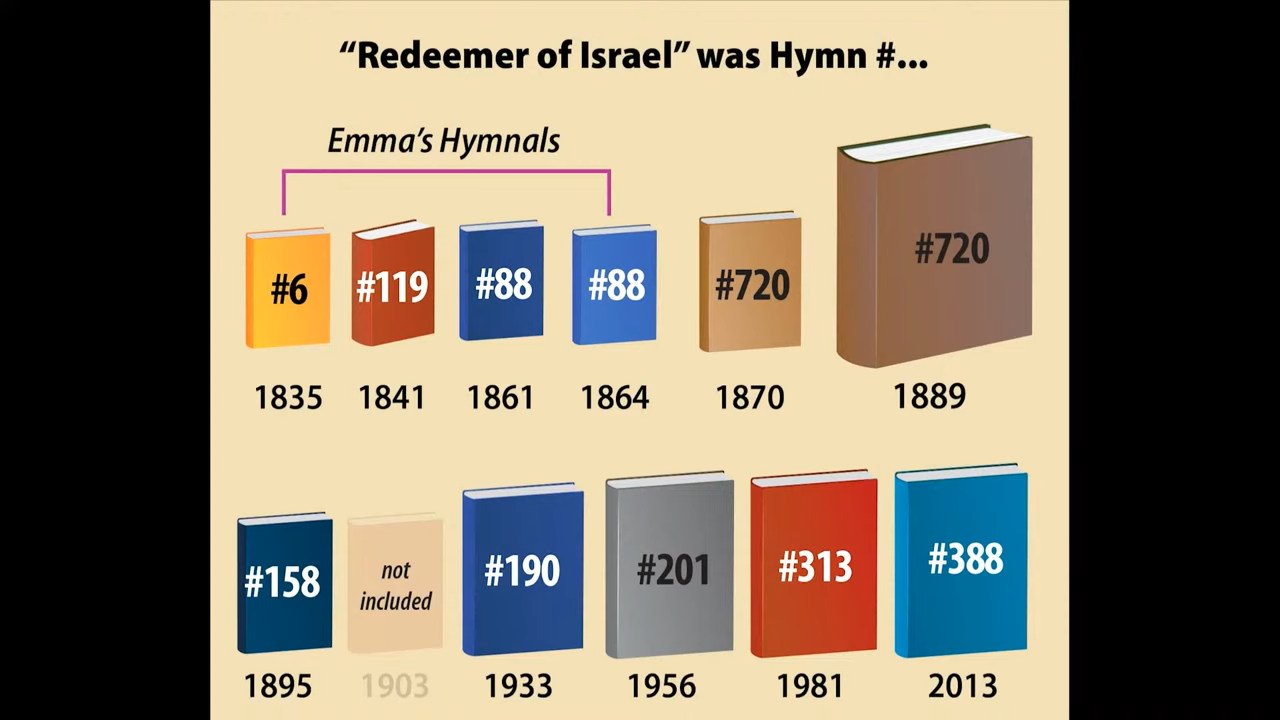 “Redeemer of Israel” was Hymn #...
Emma’s Hymnals
#6 #119 #88 #88 #720 #720
1835 1841 1861 1864 1870 1889
#158 not included #190 #201 #313 #388
1895 1903 1933 1956 1981 2013